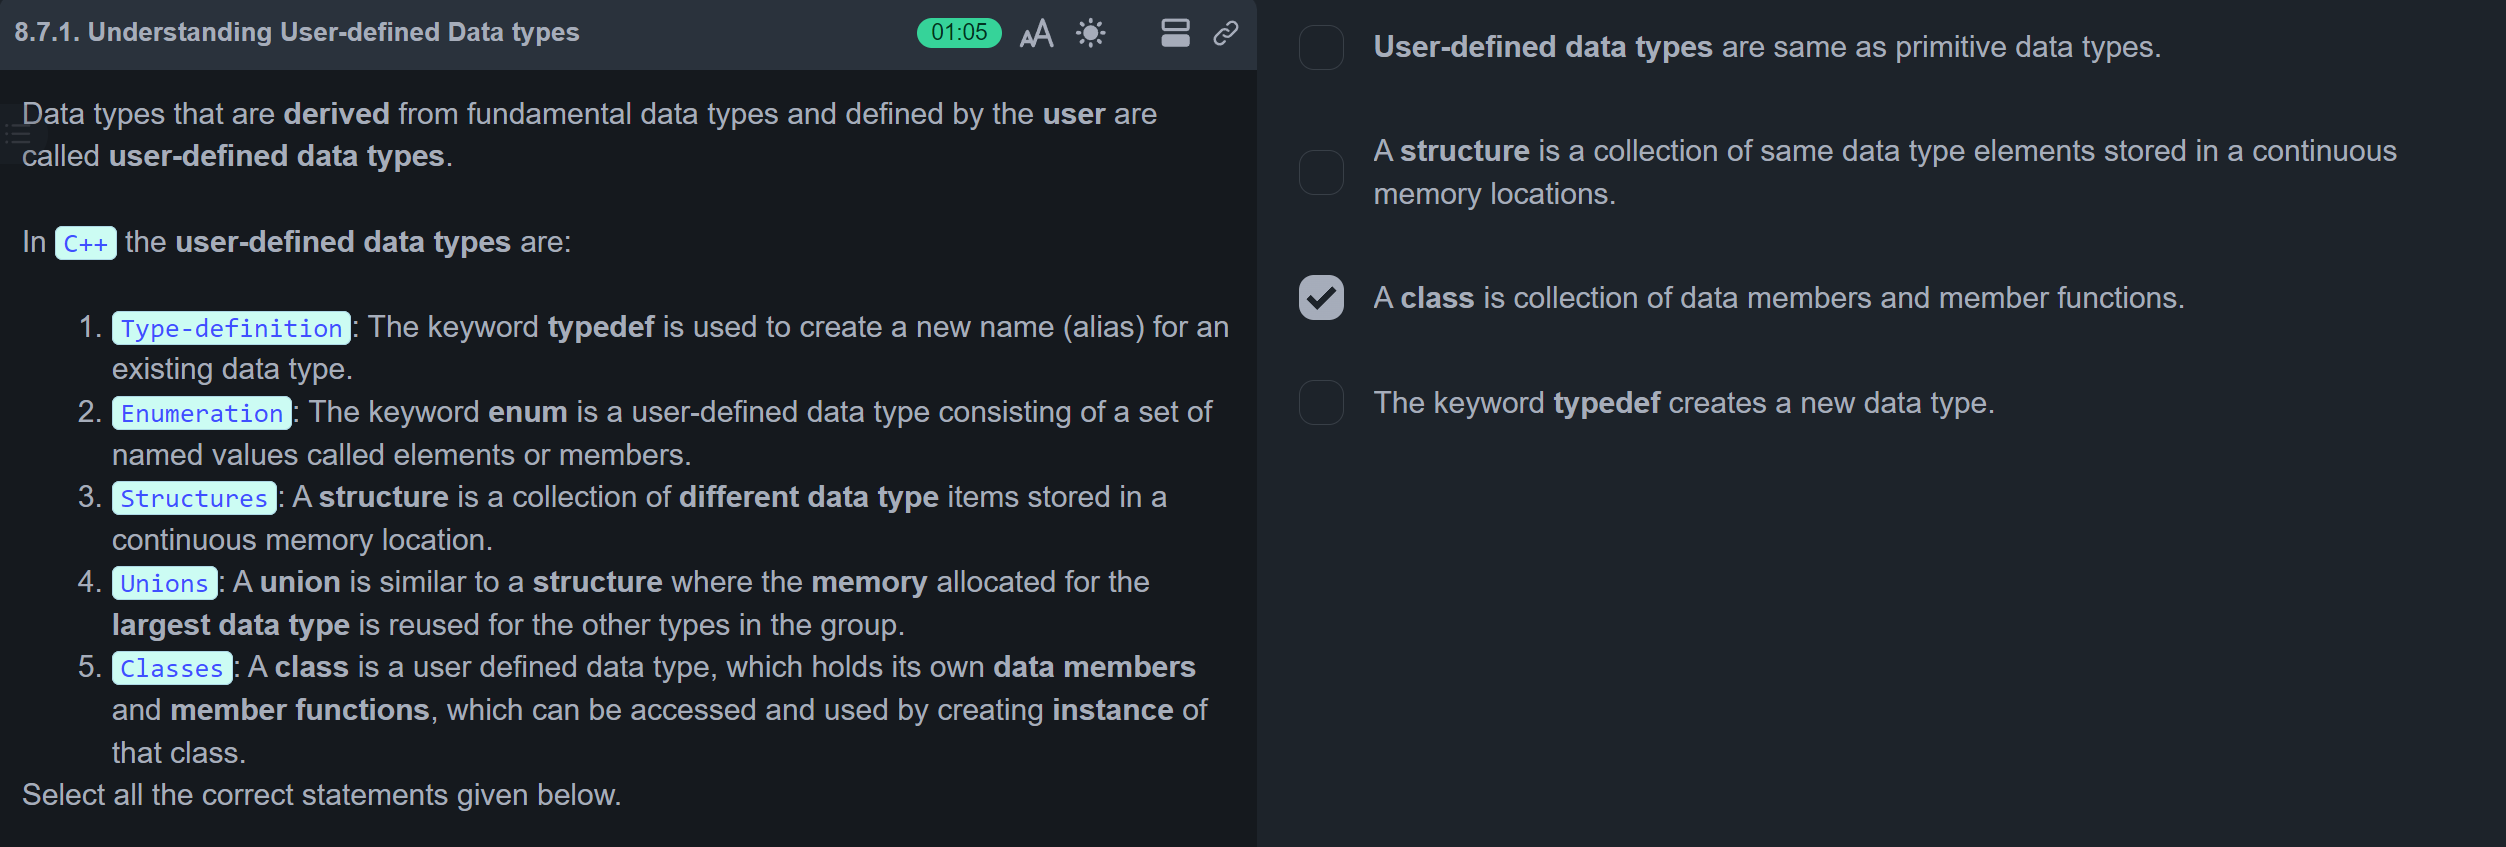 8.7.1. Understanding User-defined Data types
01:05
AA
Data types that are derived from fundamental data types and defined by the user are
called user-defined data types.
In C++ the user-defined data types are:
1. Type-definition: The keyword typedef is used to create a new name (alias) for an
existing data type.
2. Enumeration: The keyword enum is a user-defined data type consisting of a set of
named values called elements or members.
3. Structures: A structure is a collection of different data type items stored in a
continuous memory location.
4. Unions: A union is similar to a structure where the memory allocated for the
largest data type is reused for the other types in the group.
5. Classes: A class is a user defined data type, which holds its own data members
and member functions, which can be accessed and used by creating instance of
that class.
Select all the correct statements given below.
User-defined data types are same as primitive data types.
A structure is a collection of same data type elements stored in a continuous
memory locations.
A class is collection of data members and member functions.
The keyword typedef creates a new data type.